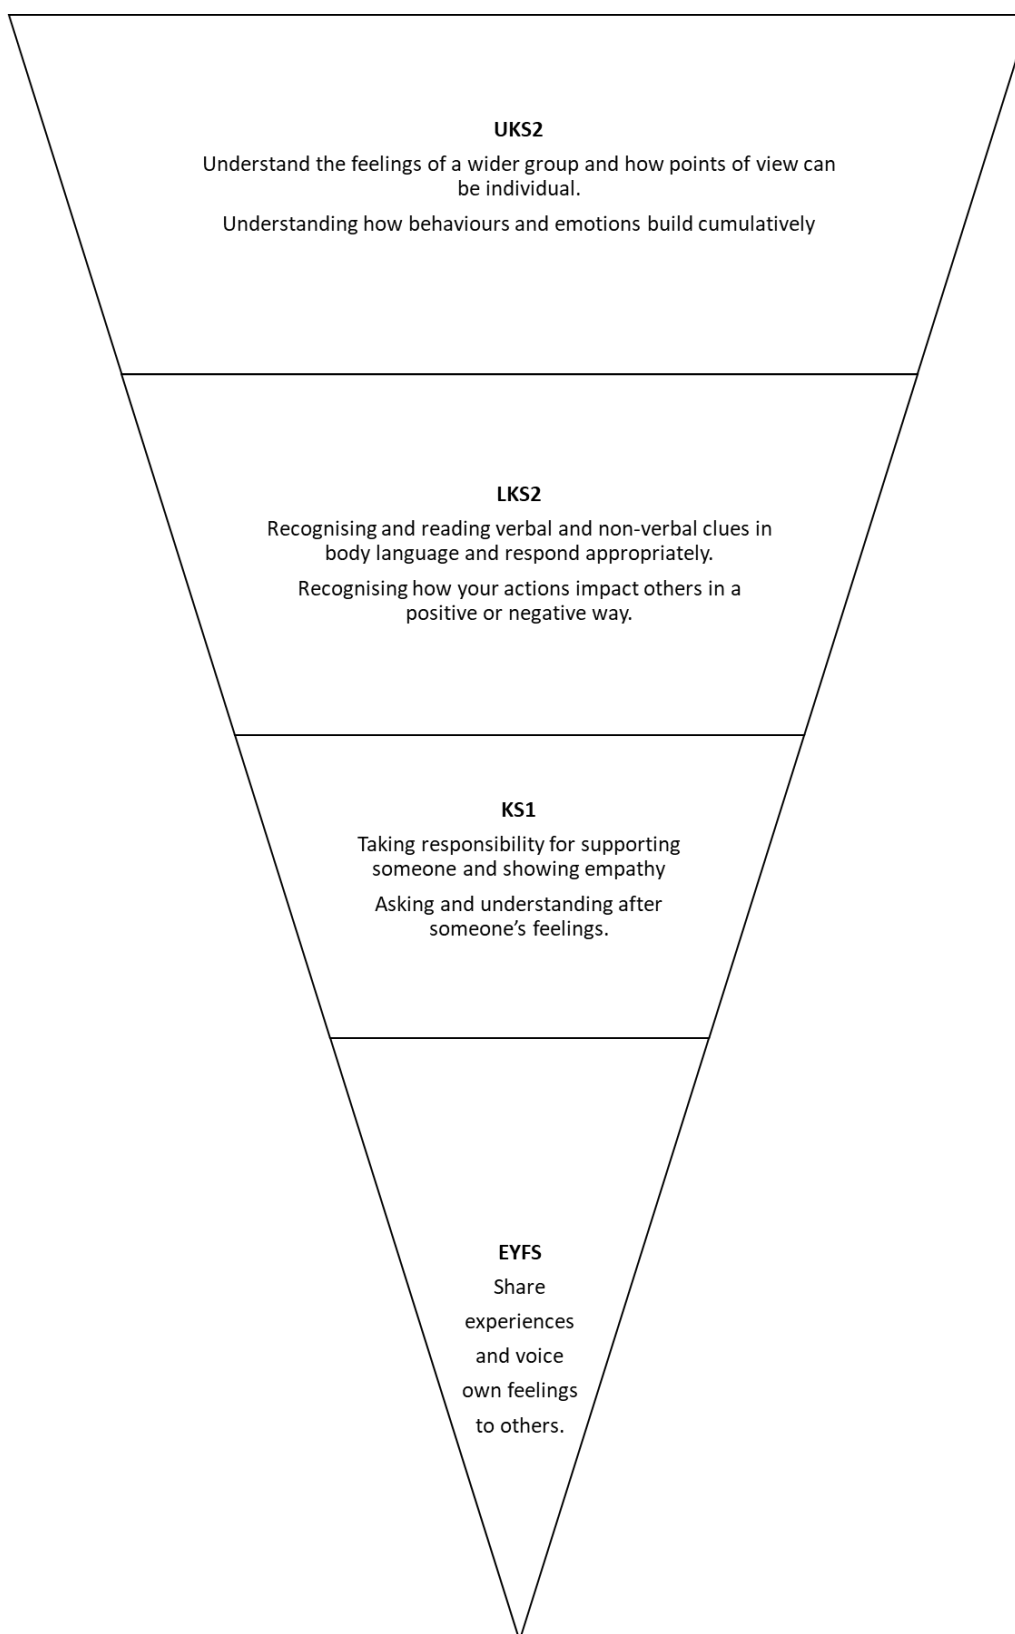 UKS2
Understand the feelings of a wider group and how points of view can
be individual.
Understanding how behaviours and emotions build cumulatively
LKS2
Recognising and reading verbal and non-verbal clues in
body language and respond appropriately.
Recognising how your actions impact others in a
positive or negative way.
KS1
Taking responsibility for supporting
someone and showing empathy
Asking and understanding after
someone’s feelings.
EYFS
Share
experiences
and voice
own feelings
to others.